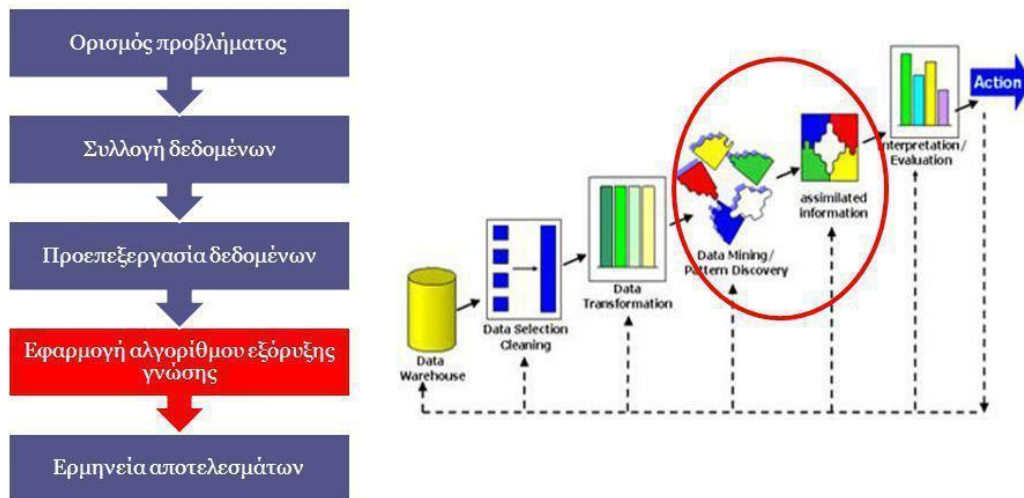 Ορισμός προβλήματος
Συλλογή δεδομένων
Προεπεξεργασία δεδομένων
Εφαρμογή αλγορίθμου εξόρυξης
γνώσης
Ερμηνεία αποτελεσμάτων
Action
Interpretation /
Evaluation
assimilated
information
Data Mining /
Pattern Discovery
Data
Transformation
Data Selection
Cleaning
Data
Warehouse